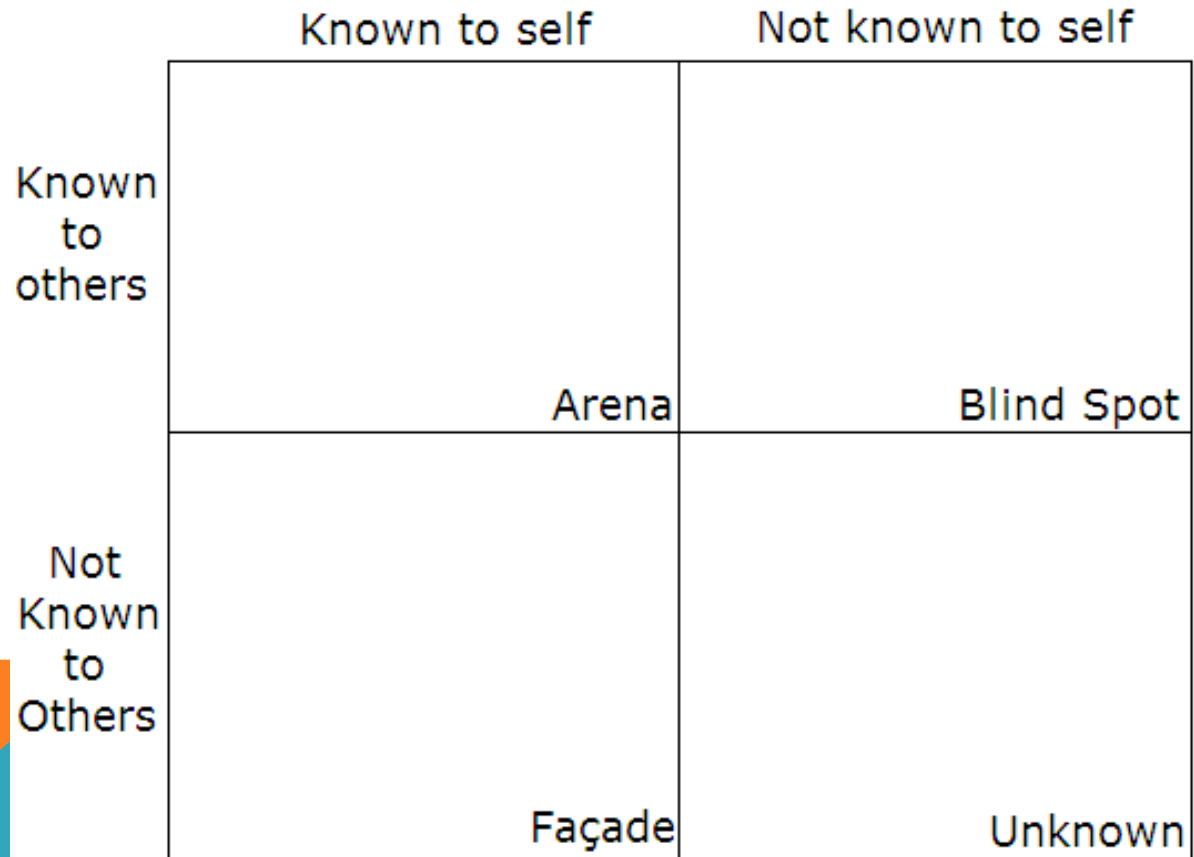 Known to self
Not known to self
Known
to
others
Arena
Blind Spot
Not
Known
to
Others
Façade
Unknown